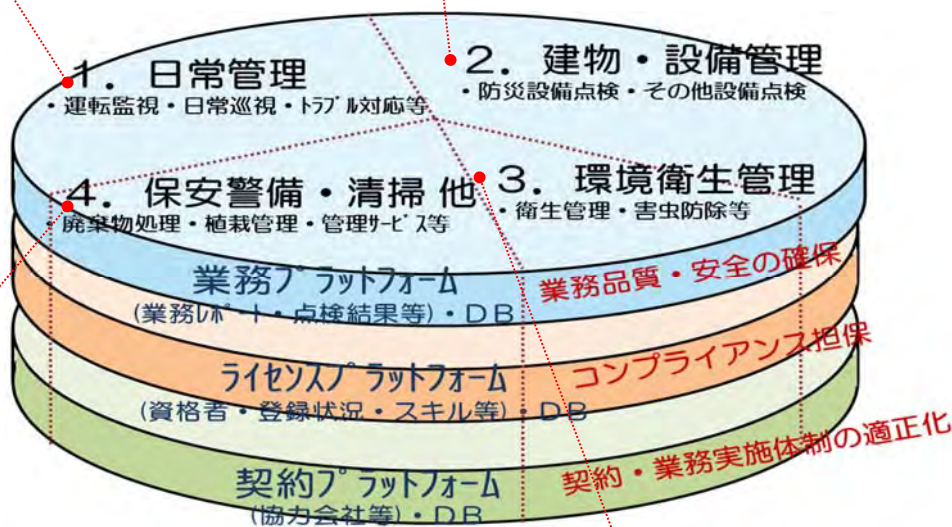 1. 日常管理
・運転監視・日常巡視・トラブル対応等
2. 建物・設備管理
・防災設備点検・その他設備点検
3. 環境衛生管理
・衛生管理・害虫防除等
4. 保安警備・清掃 他
・廃棄物処理・植栽管理・管理サービス等
業務プラットフォーム
(業務レポート・点検結果等)・DB
業務品質・安全の確保
ライセンスプラットフォーム
(資格者・登録状況・スキル等)・DB
コンプライアンス担保
契約プラットフォーム
(協力会社等)・DB
契約・業務実施体制の適正化